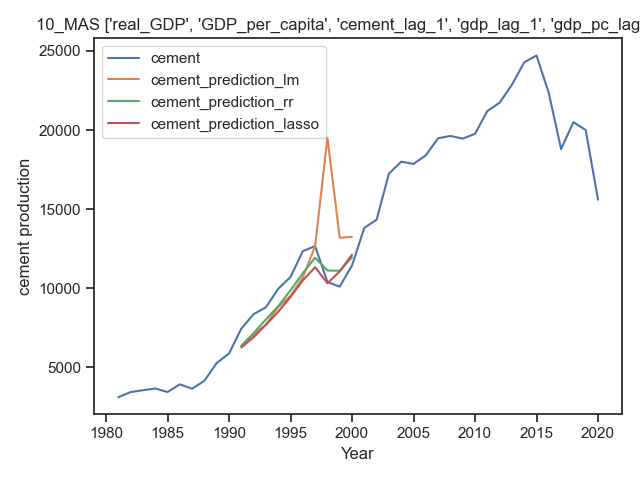 10_MAS ['real_GDP', 'GDP_per_capita', 'cement_lag_1', 'gdp_lag_1', 'gdp_pc_lag
25000
20000
15000
10000
5000
cement
cement_prediction_lm
cement_prediction_rr
cement_prediction_lasso
cement production
1980 1985 1990 1995 2000 2005 2010 2015 2020
Year